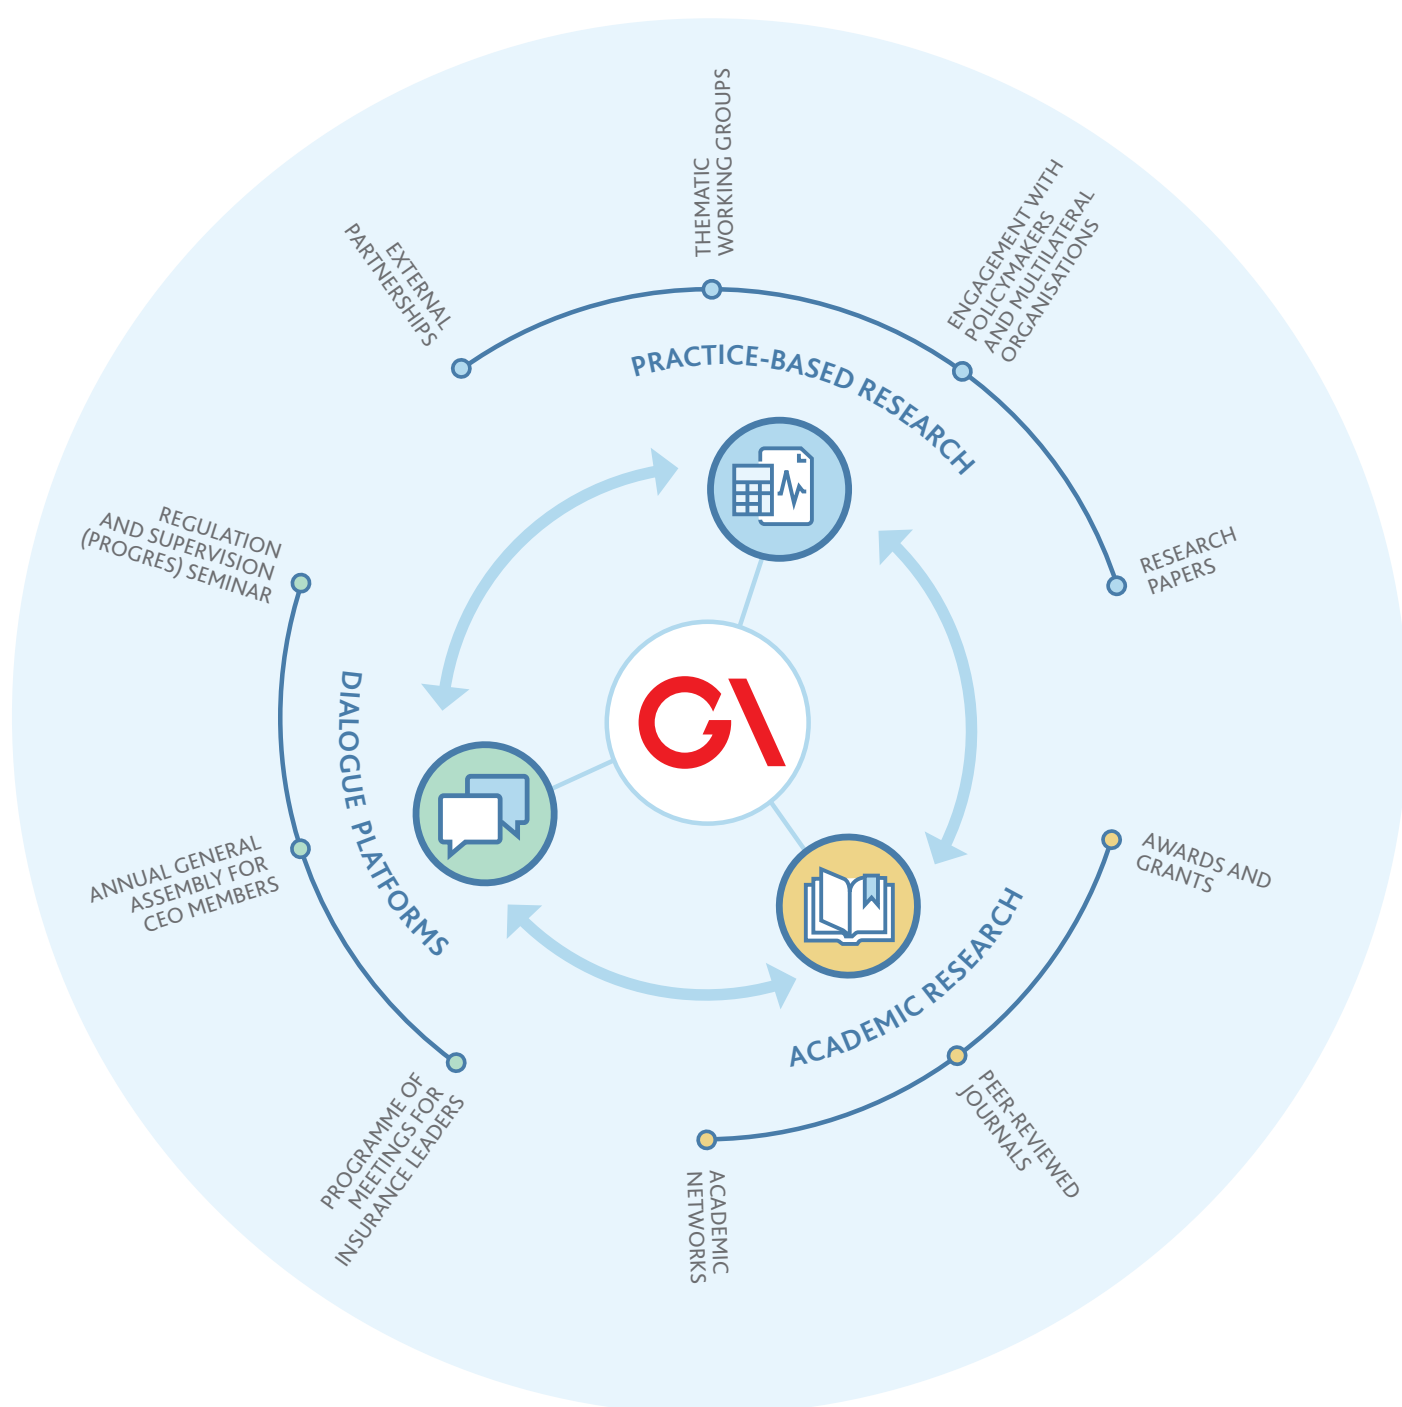 EXTERNAL
PARTNERSHIPS
THEMATIC
WORKING GROUPS
ENGAGEMENT WITH
POLICYMAKERS
AND MULTILATERAL
ORGANISATIONS
RESEARCH
PAPERS
PRACTICE-BASED RESEARCH
REGULATION
AND SUPERVISION
(PROGRES) SEMINAR
ANNUAL GENERAL
ASSEMBLY FOR
CEO MEMBERS
PROGRAMME OF
MEETINGS FOR
INSURANCE LEADERS
DIALOGUE PLATFORMS
GA
AWARDS AND
GRANTS
PEER-REVIEWED
JOURNALS
ACADEMIC
NETWORKS
ACADEMIC RESEARCH